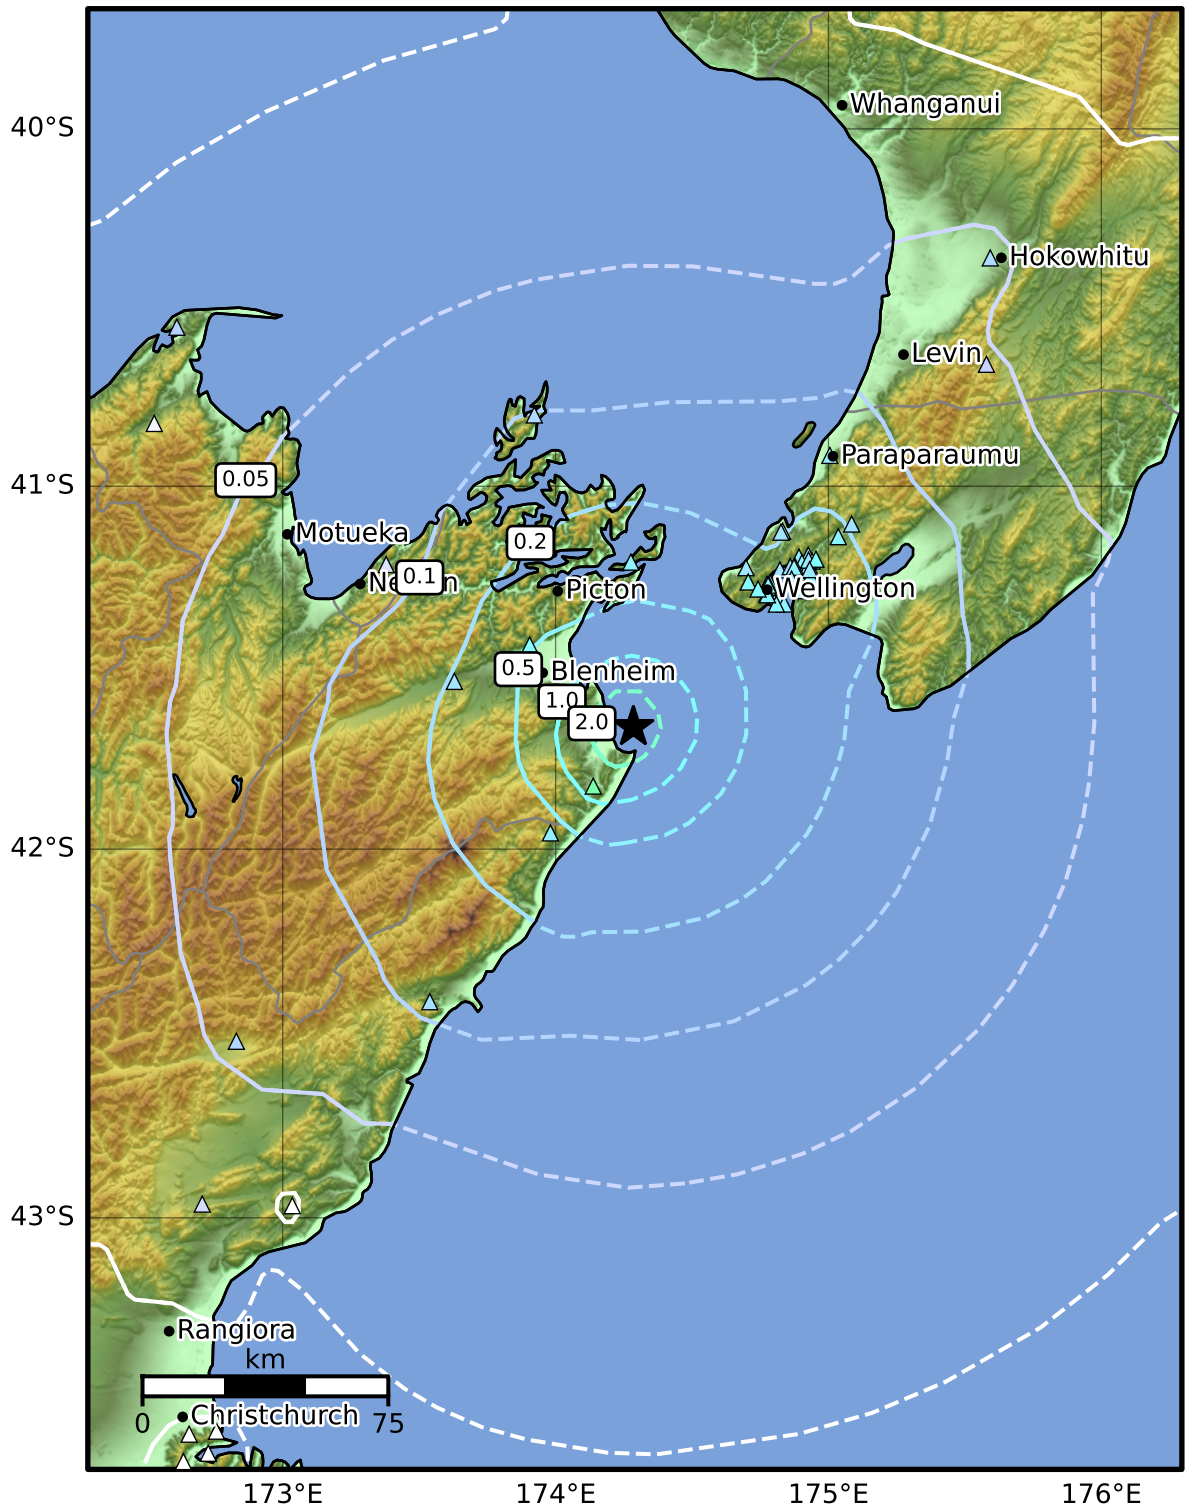 40°S
Whanganui
Hokowhitu
Levin
Paraparaumu
41°S
0.05
Motueka
0.2
0.1
Picton
Wellington
0.5
Blenheim
1.0
2.0
42°S
43°S
Rangiora
km
0
75
Christchurch
173°E
174°E
175°E
176°E